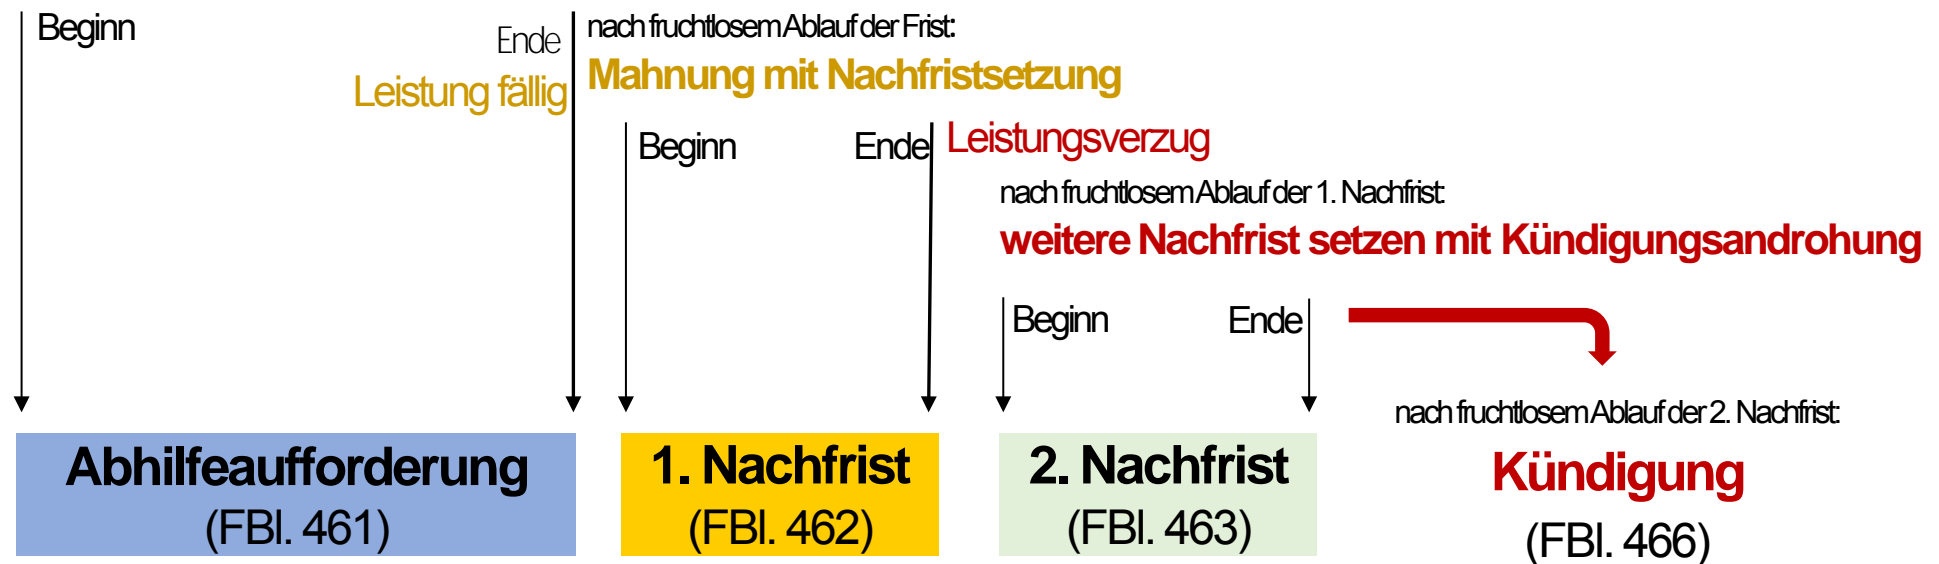 Beginn
Ende
Leistung fällig
nach fruchtlosem Ablauf der Frist:
Mahnung mit Nachfristsetzung
Beginn
Ende
Leistungsverzug
nach fruchtlosem Ablauf der 1. Nachfrist:
weitere Nachfrist setzen mit Kündigungsandrohung
Beginn
Ende
nach fruchtlosem Ablauf der 2. Nachfrist:
Abhilfeaufforderung
(FBl. 461)
1. Nachfrist
(FBl. 462)
2. Nachfrist
(FBl. 463)
Kündigung
(FBl. 466)